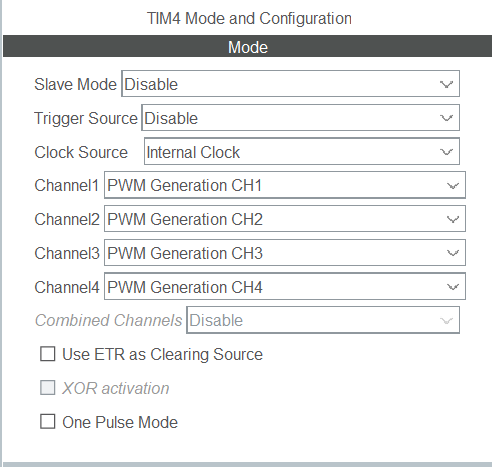 TIM4 Mode and Configuration
Mode
Slave Mode Disable
Trigger Source Disable
Clock Source Internal Clock
Channel1 PWM Generation CH1
Channel2 PWM Generation CH2
Channel3 PWM Generation CH3
Channel4 PWM Generation CH4
Combined Channels Disable
Use ETR as Clearing Source
XOR activation
One Pulse Mode